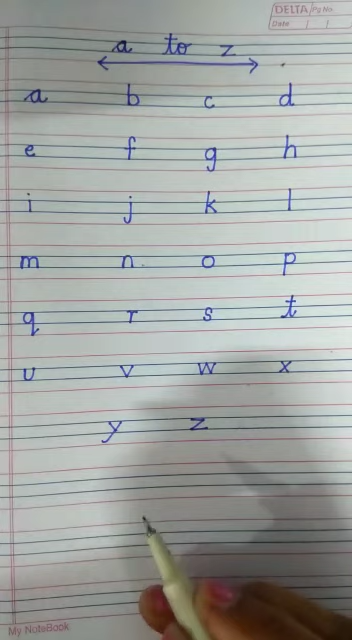 DELTA Pg No.
Date / /
a to z
a b c d
e f g h
i j k l
m n o p
q r s t
u v w x
y z
My NoteBook